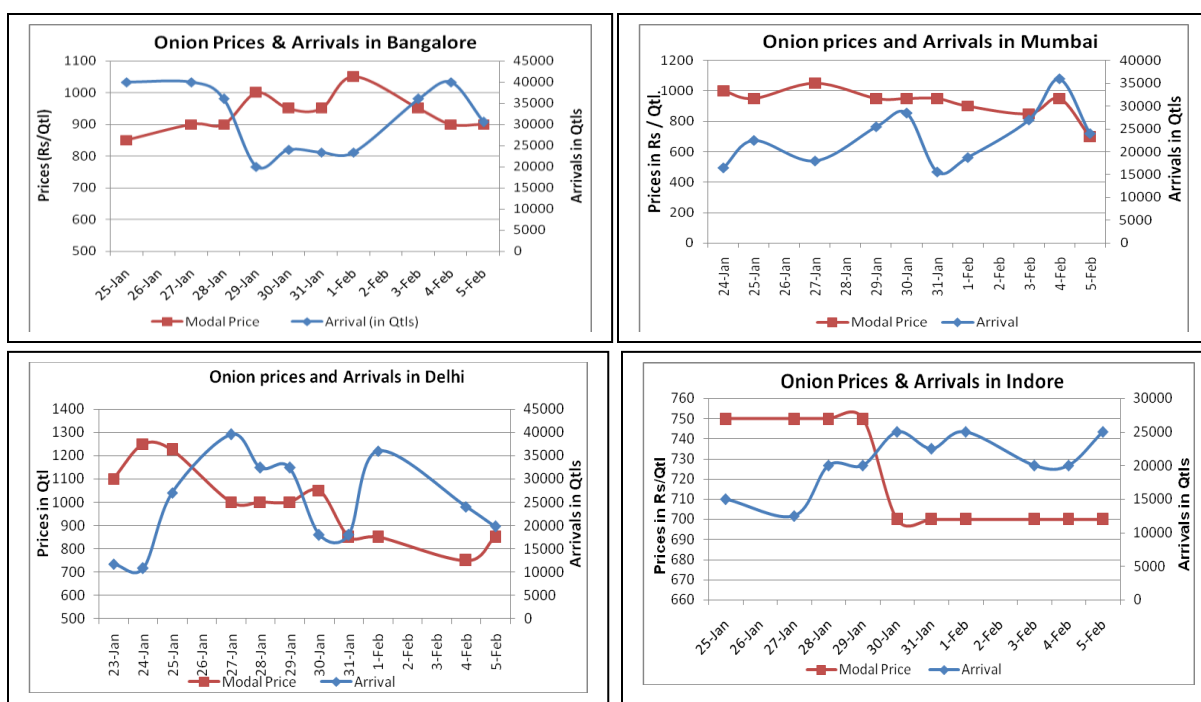 Onion Prices & Arrivals in Bangalore
Prices (Rs/Qtl)
1100
1000
900
800
700
600
500
45000
40000
35000
30000
25000
20000
15000
10000
5000
0
Arrivals in Qtls
25-Jan
26-Jan
27-Jan
28-Jan
29-Jan
30-Jan
31-Jan
1-Feb
2-Feb
3-Feb
4-Feb
5-Feb
Modal Price
Arrival (in Qtls)
Onion prices and Arrivals in Mumbai
Prices in Rs / Qtl
1200
1000
800
600
400
200
0
40000
35000
30000
25000
20000
15000
10000
5000
0
Arrivals in Qtls
24-Jan
25-Jan
26-Jan
27-Jan
28-Jan
29-Jan
30-Jan
31-Jan
1-Feb
2-Feb
3-Feb
4-Feb
5-Feb
Modal Price
Arrival
Onion prices and Arrivals in Delhi
Prices in Qtl
1400
1300
1200
1100
1000
900
800
700
600
500
45000
40000
35000
30000
25000
20000
15000
10000
5000
0
Arrivals in Qtls
23-Jan
24-Jan
25-Jan
26-Jan
27-Jan
28-Jan
29-Jan
30-Jan
31-Jan
1-Feb
2-Feb
3-Feb
4-Feb
5-Feb
Modal Price
Arrival
Onion Prices & Arrivals in Indore
Prices in Rs/Qtl
760
750
740
730
720
710
700
690
680
670
660
30000
25000
20000
15000
10000
5000
0
Arrivals in Qtls
25-Jan
26-Jan
27-Jan
28-Jan
29-Jan
30-Jan
31-Jan
1-Feb
2-Feb
3-Feb
4-Feb
5-Feb
Modal Price
Arrival